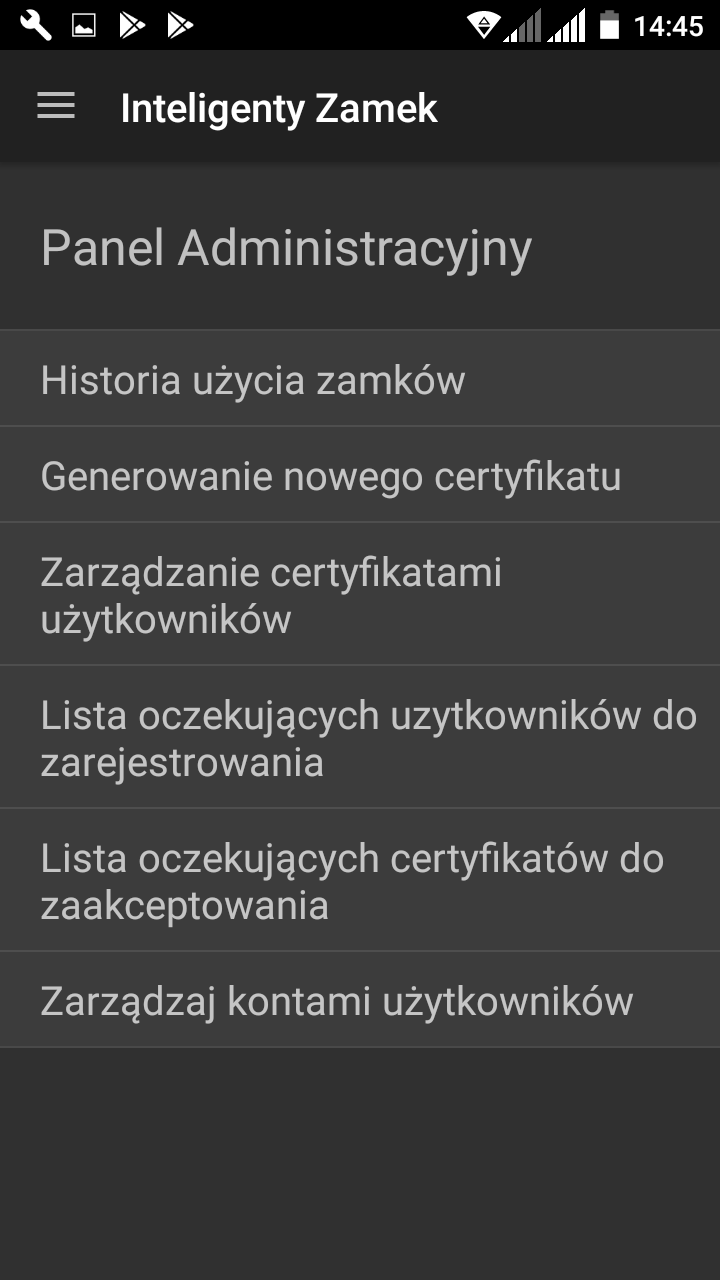 14:45
Inteligenty Zamek
Panel Administracyjny
Historia użycia zamków
Generowanie nowego certyfikatu
Zarządzanie certyfikatami
użytkowników
Lista oczekujących uzytkowników do
zarejestrowania
Lista oczekujących certyfikatów do
zaakceptowania
Zarządzaj kontami użytkowników